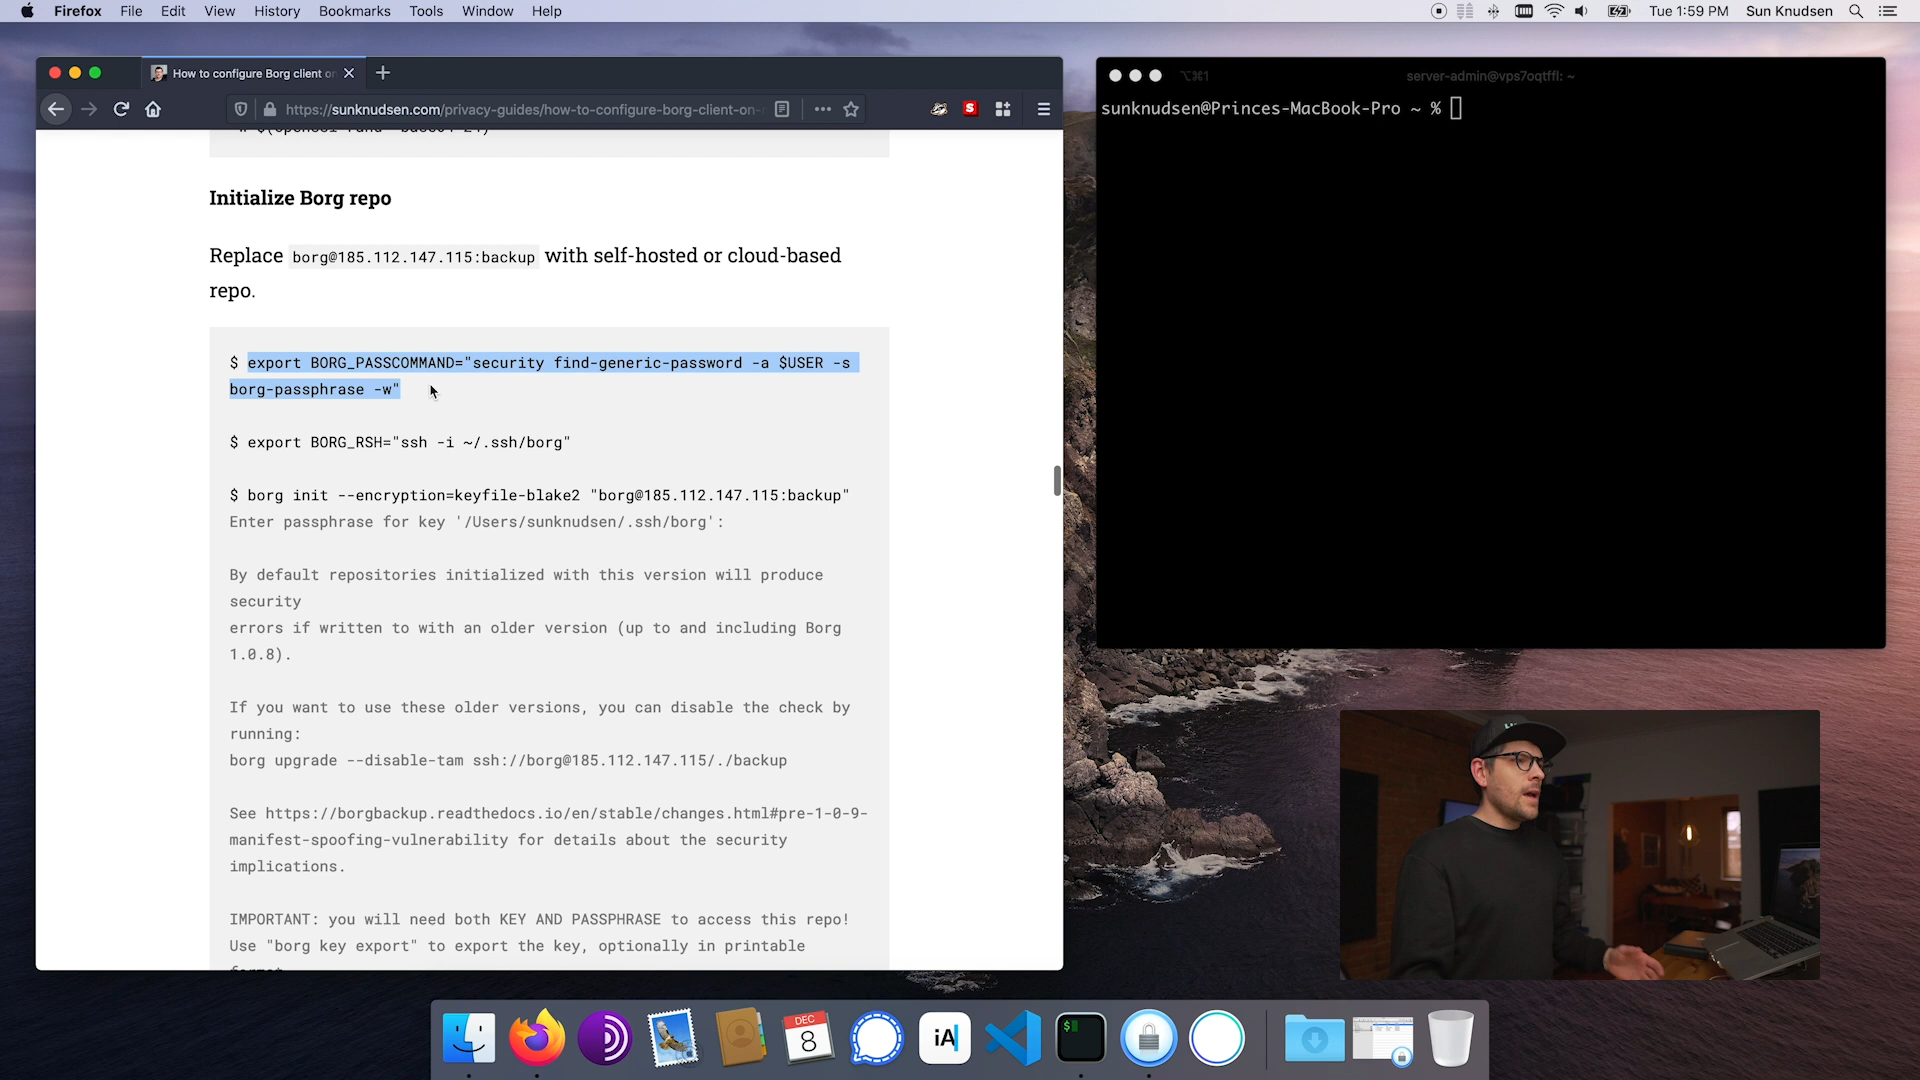 Firefox File Edit View History Bookmarks Tools Window Help
Tue 1:59 PM Sun Knudsen
How to configure Borg client or
https://sunknudsen.com/privacy-guides/how-to-configure-borg-client-on-
Initialize Borg repo
Replace borg@185.112.147.115:backup with self-hosted or cloud-based
repo.
$ export BORG_PASSCOMMAND="security find-generic-password -a $USER -s
borg-passphrase -w"
$ export BORG_RSH="ssh -i ~/.ssh/borg"
$ borg init --encryption=keyfile-blake2 "borg@185.112.147.115:backup"
Enter passphrase for key '/Users/sunknudsen/.ssh/borg':
By default repositories initialized with this version will produce
security
errors if written to with an older version (up to and including Borg
1.0.8).
If you want to use these older versions, you can disable the check by
running:
borg upgrade --disable-tam ssh://borg@185.112.147.115/./backup
See https://borgbackup.readthedocs.io/en/stable/changes.html#pre-1-0-9-
manifest-spoofing-vulnerability for details about the security
implications.
IMPORTANT: you will need both KEY AND PASSPHRASE to access this repo!
Use "borg key export" to export the key, optionally in printable
⌥⌘1 server-admin@vps7oqtffl: ~
sunknudsen@Princes-MacBook-Pro ~ %
DEC
8
iA
$
S